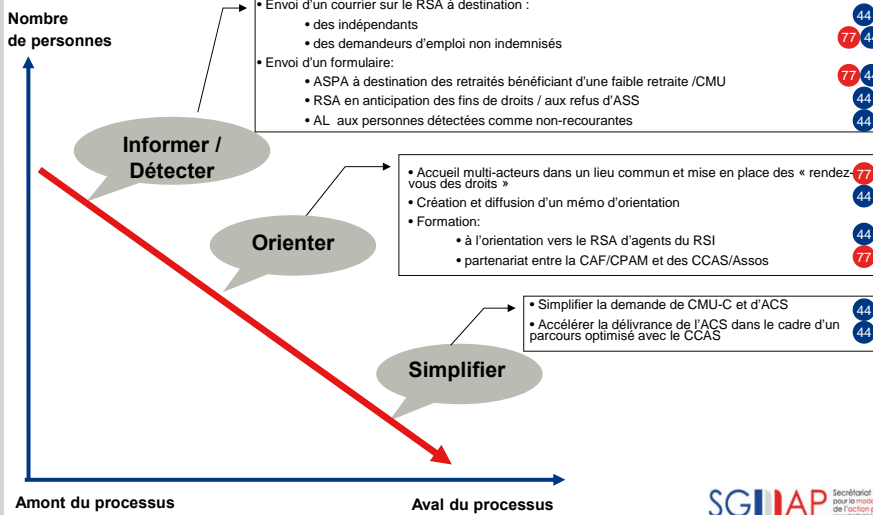 Nombre
de personnes
• Envoi d'un courrier sur le RSA à destination :
• des indépendants
44
• des demandeurs d'emploi non indemnisés
77 44
• Envoi d'un formulaire:
• ASPA à destination des retraités bénéficiant d'une faible retraite /CMU
77 44
• RSA en anticipation des fins de droits / aux refus d'ASS
44
• AL aux personnes détectées comme non-recourantes
44
Informer /
Détecter
• Accueil multi-acteurs dans un lieu commun et mise en place des « rendez-
vous des droits »
77
• Création et diffusion d'un mémo d'orientation
44
• Formation:
• à l'orientation vers le RSA d'agents du RSI
44
• partenariat entre la CAF/CPAM et des CCAS/Assos
77
Orienter
• Simplifier la demande de CMU-C et d'ACS
44
• Accélérer la délivrance de l'ACS dans le cadre d'un
parcours optimisé avec le CCAS
44
Simplifier
Amont du processus
Aval du processus
SGMAP
Secrétariat
pour la
de l'action